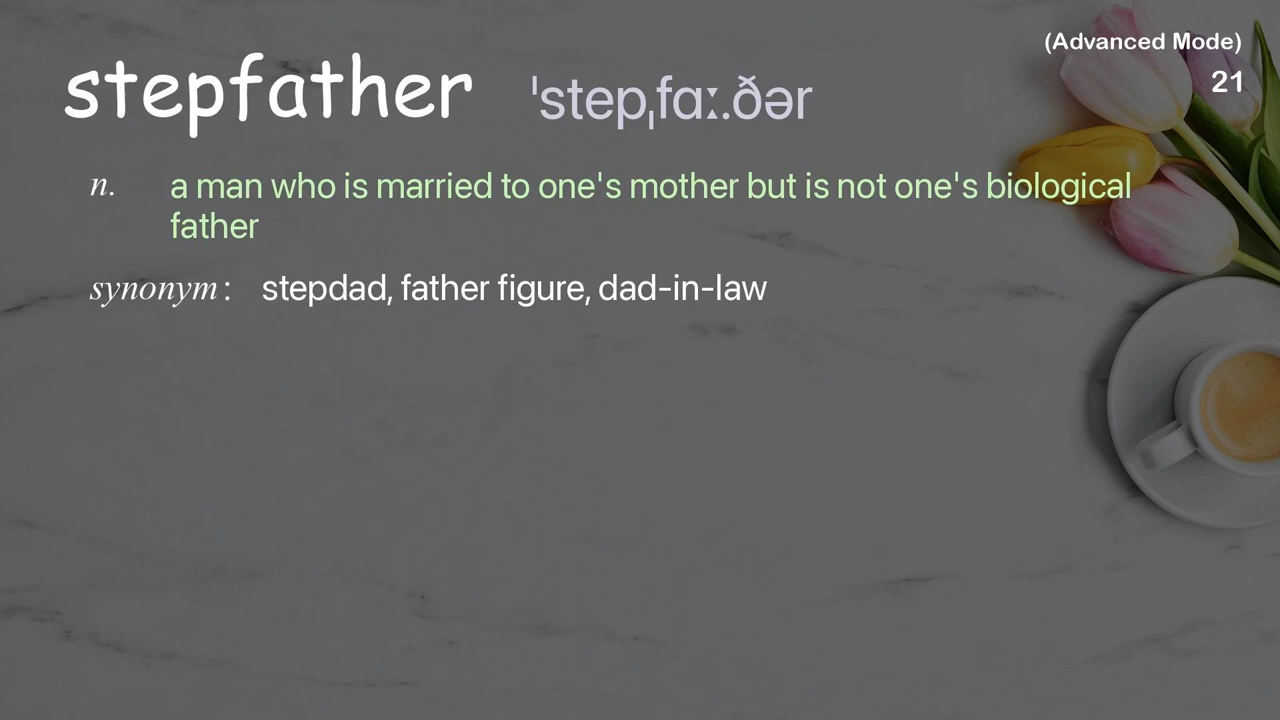 (Advanced Mode)
stepfather ˈstepˌfɑː.ðər
21
n. a man who is married to one's mother but is not one's biological
father
synonym : stepdad, father figure, dad-in-law